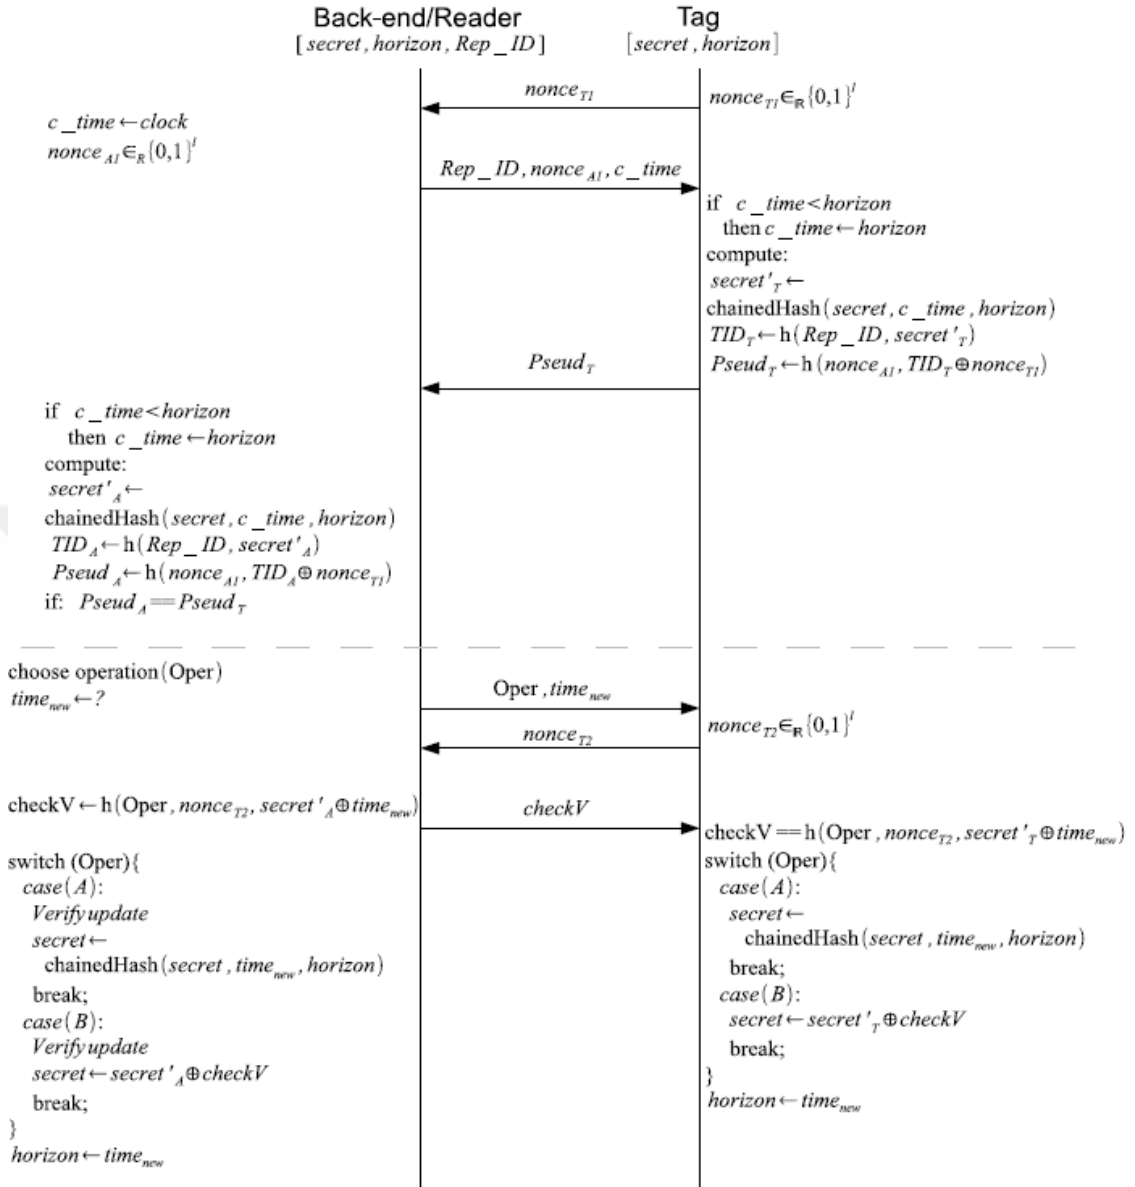 Back-end/Reader
[secret, horizon, Rep_ID]
Tag
[secret, horizon]
nonce_T1
nonce_T1 ∈_R {0,1}^l
c_time ← clock
nonce_A1 ∈_R {0,1}^l
Rep_ID, nonce_A1, c_time
if c_time < horizon
then c_time ← horizon
compute:
secret'_T ←
chainedHash(secret, c_time, horizon)
TID_T ← h(Rep_ID, secret'_T)
Pseud_T ← h(nonce_A1, TID_T ⊕ nonce_T1)
Pseud_T
if c_time < horizon
then c_time ← horizon
compute:
secret'_A ←
chainedHash(secret, c_time, horizon)
TID_A ← h(Rep_ID, secret'_A)
Pseud_A ← h(nonce_A1, TID_A ⊕ nonce_T1)
if: Pseud_A == Pseud_T
choose operation(Oper)
time_new ← ?
Oper, time_new
nonce_T2 ∈_R {0,1}^l
nonce_T2
checkV ← h(Oper, nonce_T2, secret'_A ⊕ time_new)
checkV
checkV == h(Oper, nonce_T2, secret'_T ⊕ time_new)
switch (Oper){
case(A):
Verify update
secret ←
chainedHash(secret, time_new, horizon)
break;
case(B):
Verify update
secret ← secret'_A ⊕ checkV
break;
}
horizon ← time_new
switch (Oper){
case(A):
secret ←
chainedHash(secret, time_new, horizon)
break;
case(B):
secret ← secret'_T ⊕ checkV
break;
}
horizon ← time_new